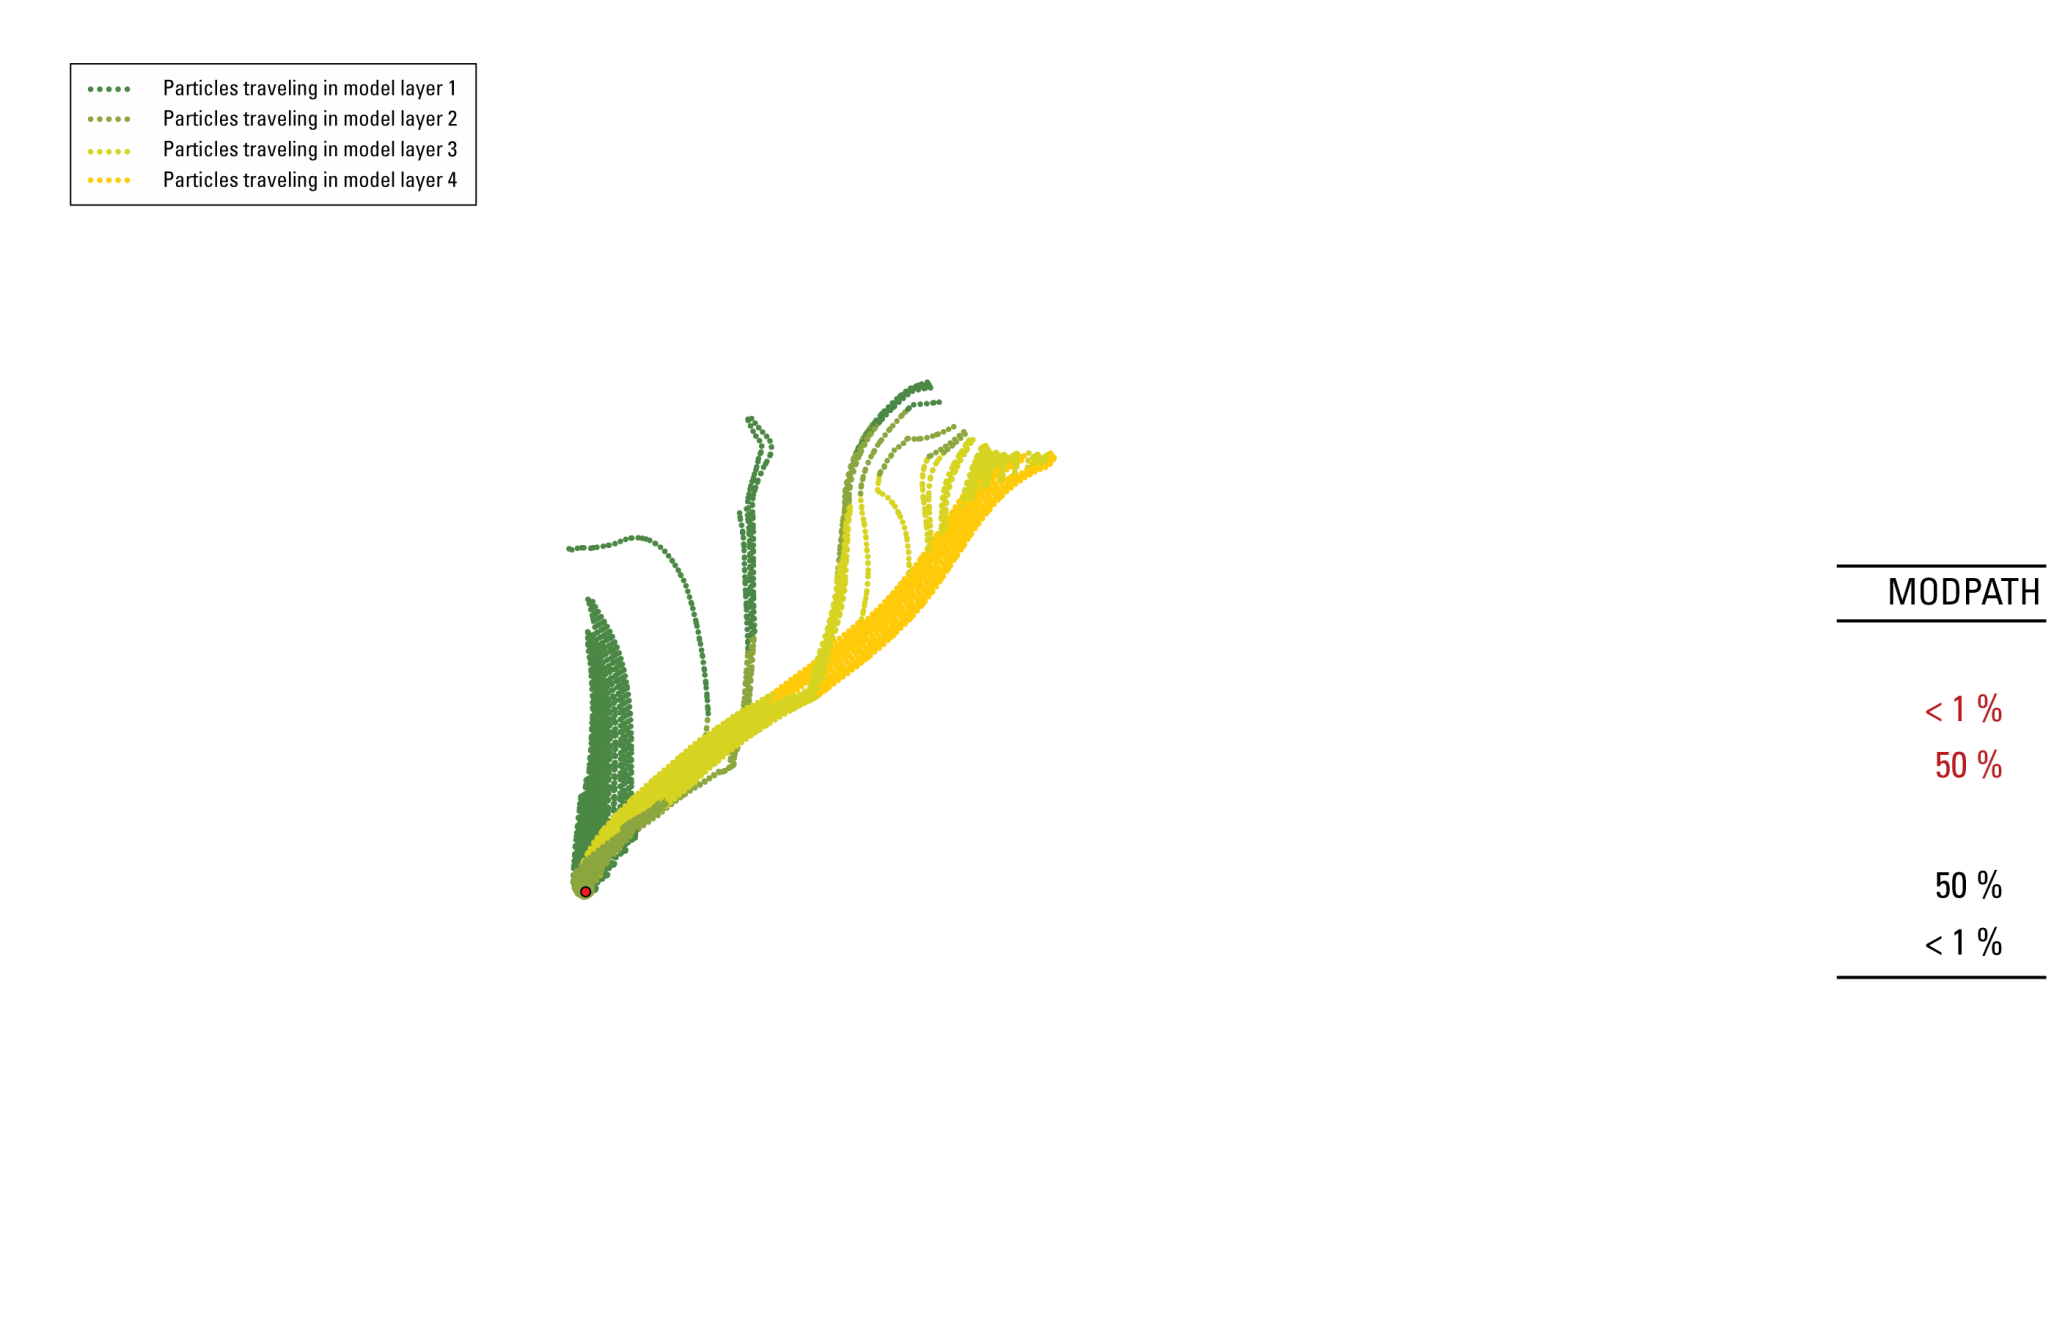 Particles traveling in model layer 1
Particles traveling in model layer 2
Particles traveling in model layer 3
Particles traveling in model layer 4
MODPATH
< 1 %
50 %
50 %
< 1 %